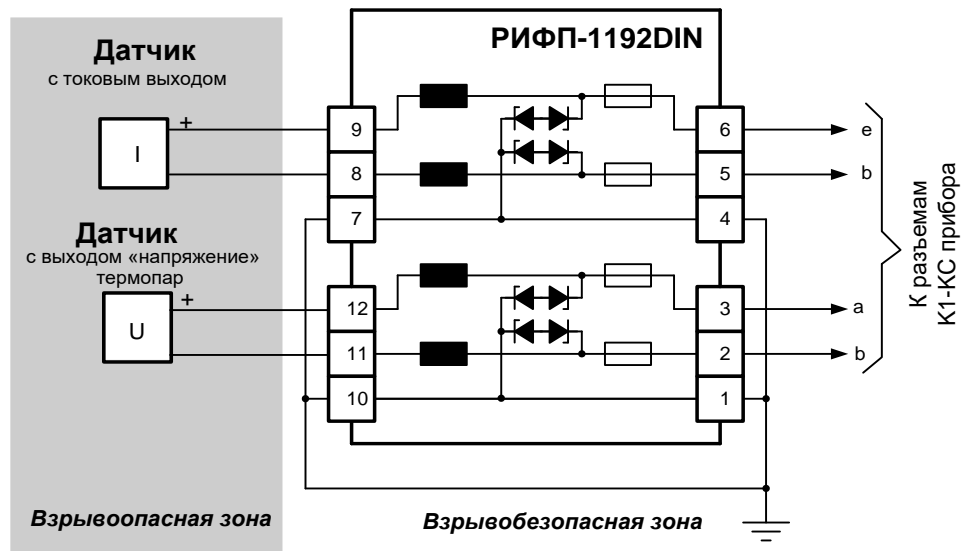 РИФП-1192DIN
Датчик
с токовым выходом
+
I
9
8
7
6
5
4
e
b
Датчик
с выходом «напряжение»
термопар
+
U
12
11
10
3
2
1
a
b
К разъемам
К1-КС прибора
Взрывоопасная зона
Взрывобезопасная зона